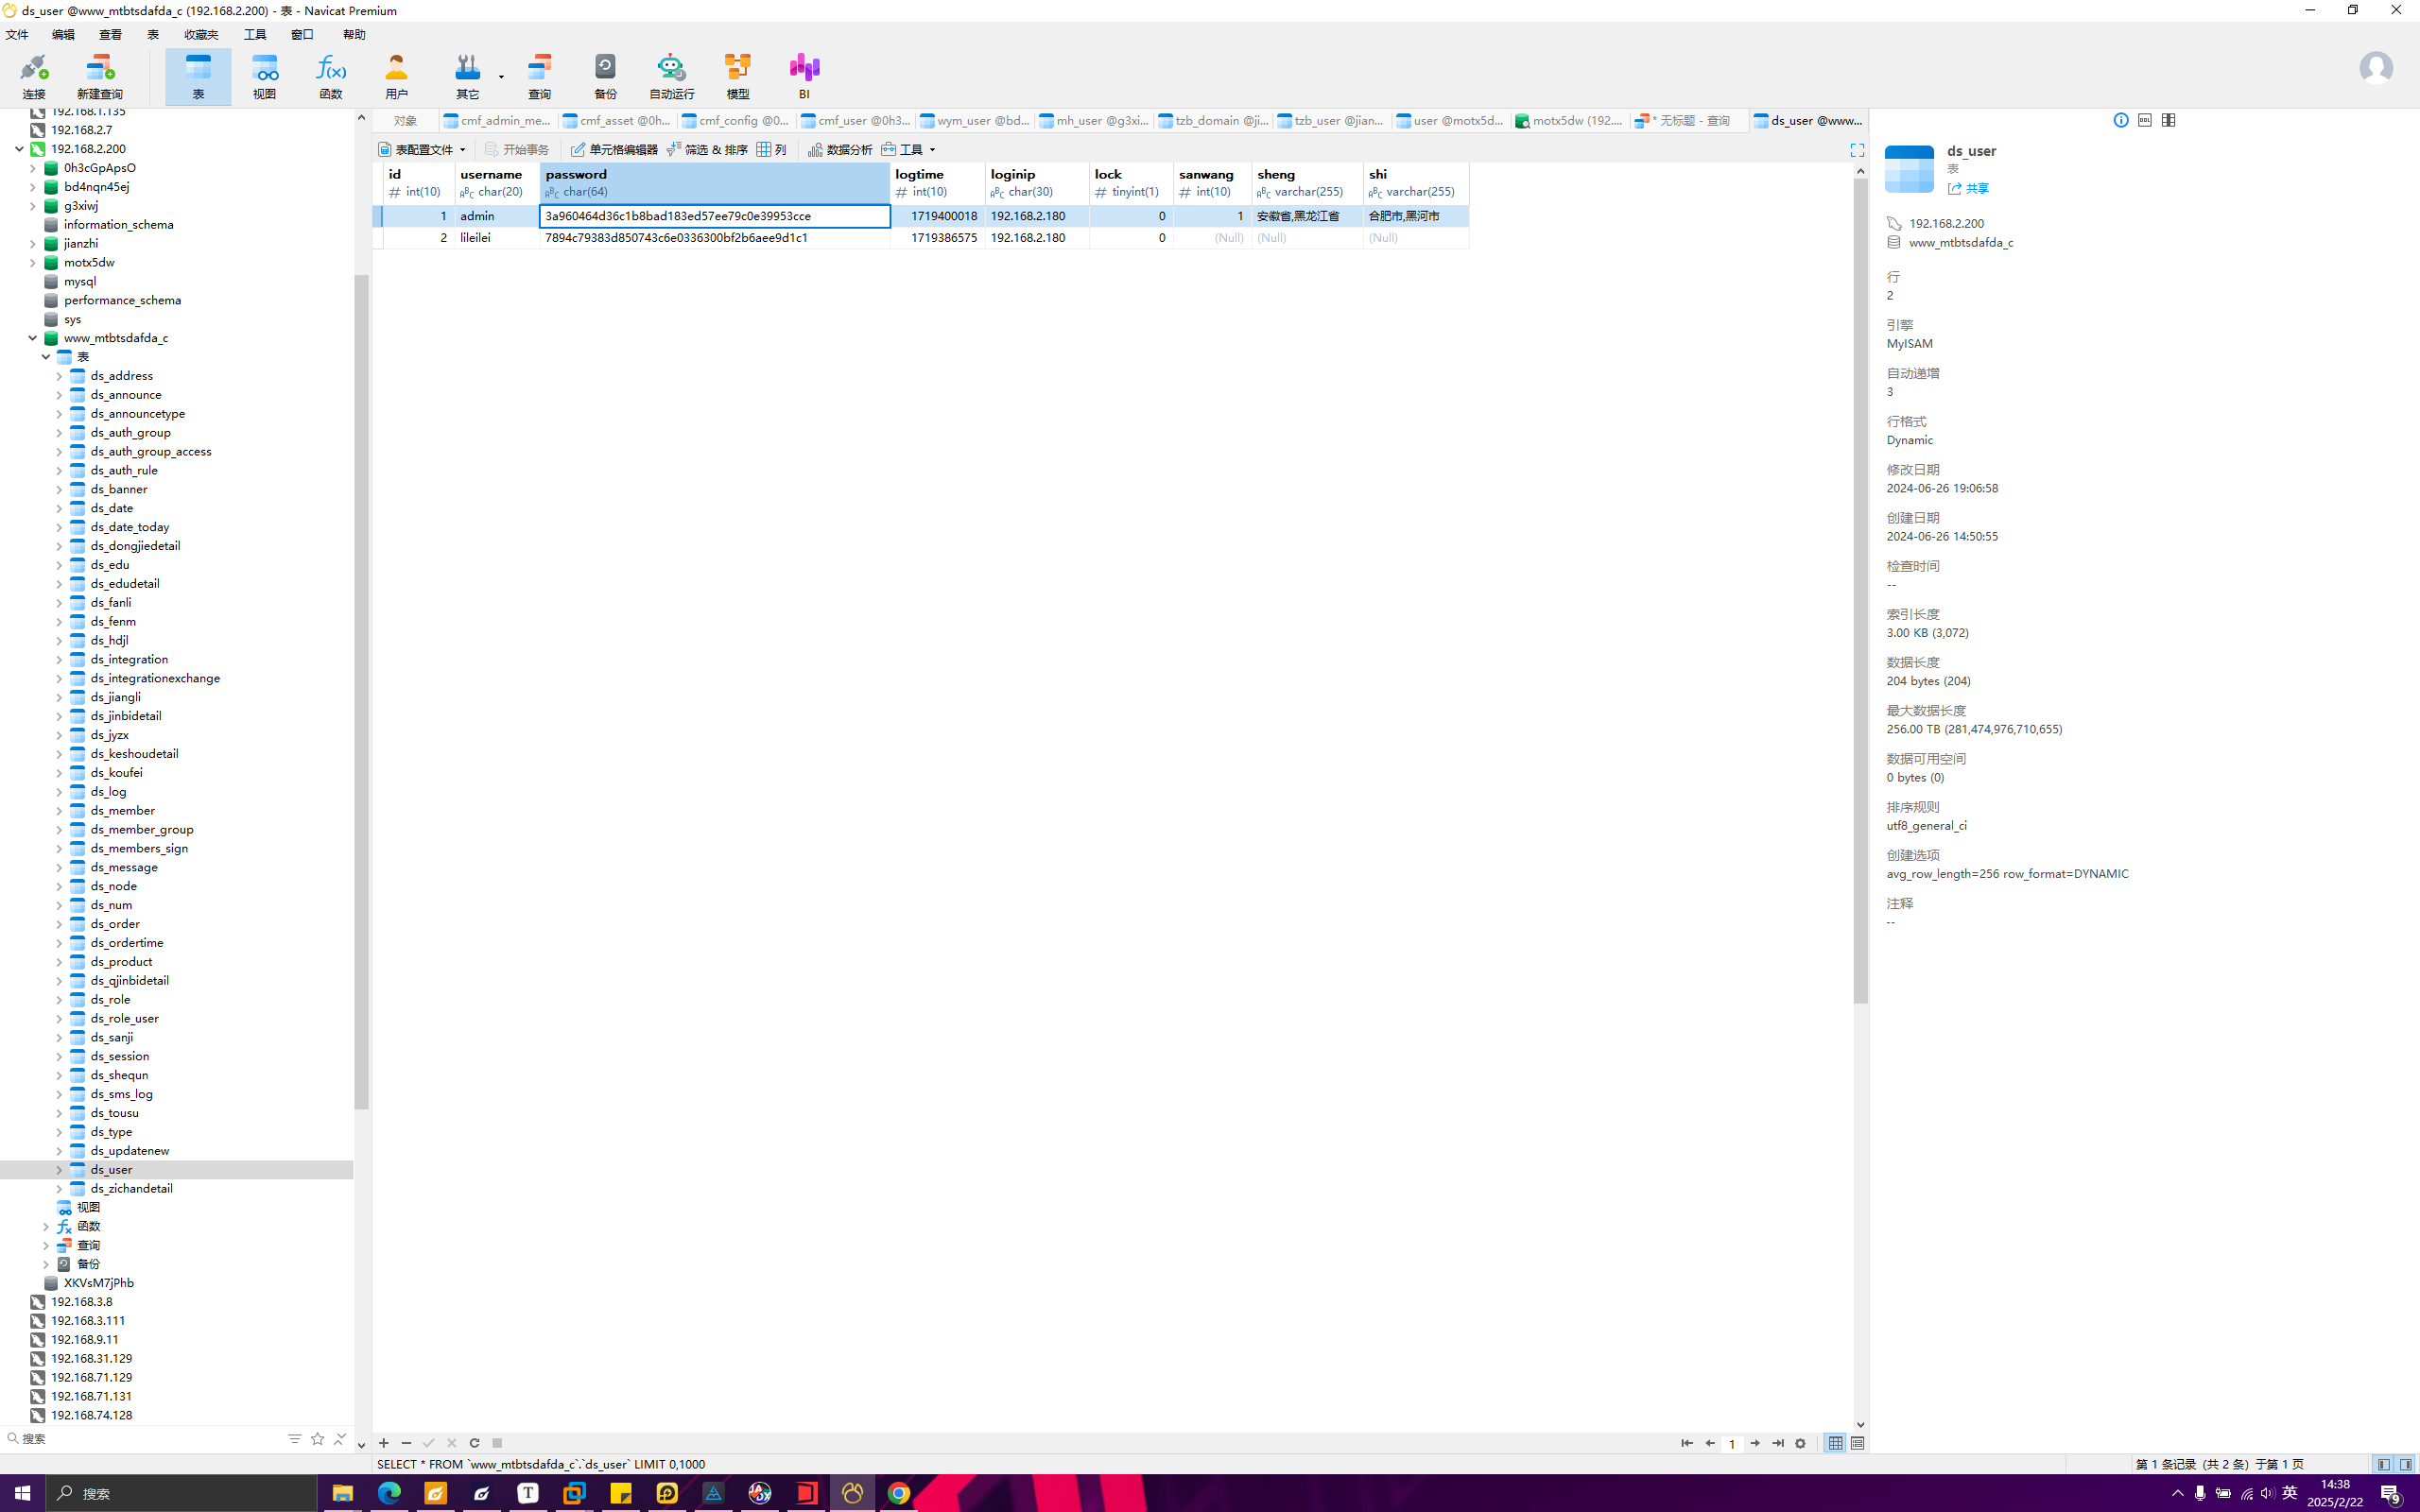 ds_user @www_mtbtsdafda_c (192.168.2.200) - 表 - Navicat Premium
文件 编辑 查看 表 收藏夹 工具 窗口 帮助
连接 新建查询 表 视图 函数 用户 其它 查询 备份 自动运行 模型 BI
对象 cmf_admin_me... cmf_asset @0h... cmf_config @0... cmf_user @0h3... wym_user @bd... mh_user @g3xi... tzb_domain @ji... tzb_user @jian... user @motx5d... motx5dw (192.... * 无标题 - 查询 ds_user @www...
表配置文件 开始事务 单元格编辑器 筛选 & 排序 列 数据分析 工具
id username password logtime loginip lock sanwang sheng shi
# int(10) ABC char(20) ABC char(64) # int(10) ABC char(30) # tinyint(1) # int(10) ABC varchar(255) ABC varchar(255)
1 admin 3a960464d36c1b8bad183ed57ee79c0e39953cce 1719400018 192.168.2.180 0 1 安徽省,黑龙江省 合肥市,黑河市
2 lileilei 7894c79383d850743c6e0336300bf2b6aee9d1c1 1719386575 192.168.2.180 0 (Null) (Null) (Null)
192.168.1.135
192.168.2.7
192.168.2.200
0h3cGpApsO
bd4nqn45ej
g3xiwj
information_schema
jianzhi
motx5dw
mysql
performance_schema
sys
www_mtbtsdafda_c
表
ds_address
ds_announce
ds_announcetype
ds_auth_group
ds_auth_group_access
ds_auth_rule
ds_banner
ds_date
ds_date_today
ds_dongjiedetail
ds_edu
ds_edudetail
ds_fanli
ds_fenm
ds_hdjl
ds_integration
ds_integrationexchange
ds_jiangli
ds_jinbidetail
ds_jyzx
ds_keshoudetail
ds_koufei
ds_log
ds_member
ds_member_group
ds_members_sign
ds_message
ds_node
ds_num
ds_order
ds_ordertime
ds_product
ds_qjinbidetail
ds_role
ds_role_user
ds_sanji
ds_session
ds_shequn
ds_sms_log
ds_tousu
ds_type
ds_updatenew
ds_user
ds_zichandetail
视图
函数
查询
备份
XKVsM7jPhb
192.168.3.8
192.168.3.111
192.168.9.11
192.168.31.129
192.168.71.129
192.168.71.131
192.168.74.128
搜索
ds_user
表
共享
192.168.2.200
www_mtbtsdafda_c
行
2
引擎
MyISAM
自动递增
3
行格式
Dynamic
修改日期
2024-06-26 19:06:58
创建日期
2024-06-26 14:50:55
检查时间
--
索引长度
3.00 KB (3,072)
数据长度
204 bytes (204)
最大数据长度
256.00 TB (281,474,976,710,655)
数据可用空间
0 bytes (0)
排序规则
utf8_general_ci
创建选项
avg_row_length=256 row_format=DYNAMIC
注释
--
1
SELECT * FROM `www_mtbtsdafda_c`.`ds_user` LIMIT 0,1000
第 1 条记录 (共 2 条) 于第 1 页
搜索
英
14:38
2025/2/22
9